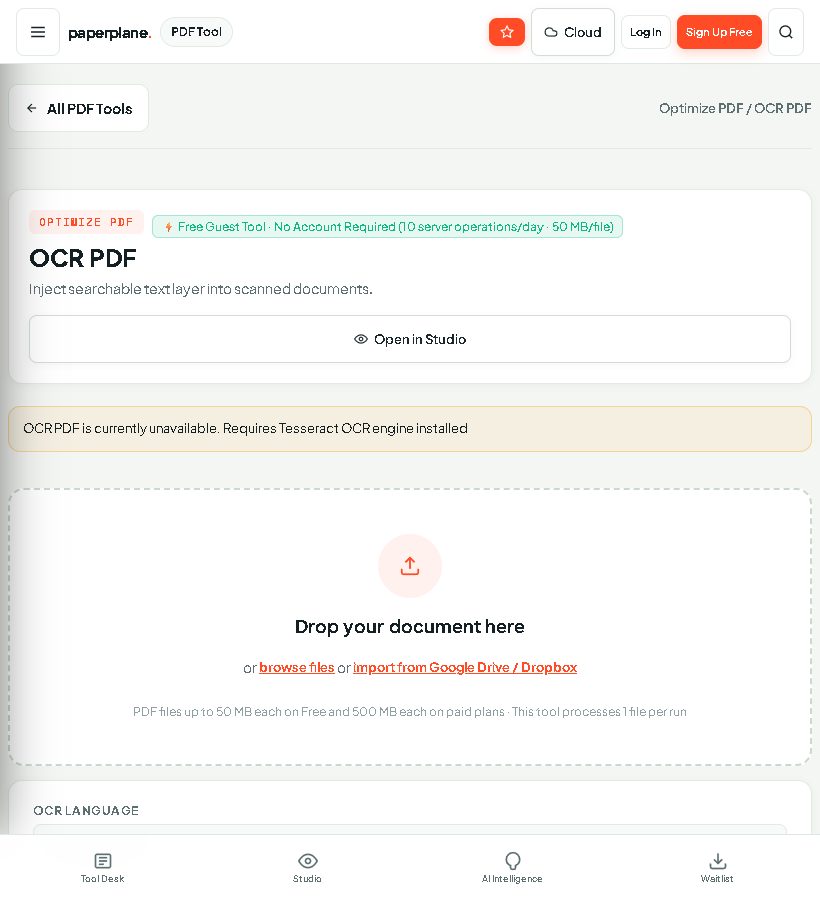 paperplane.
PDF Tool
Cloud
Log In
Sign Up Free
All PDF Tools
Optimize PDF / OCR PDF
OPTIMIZE PDF
Free Guest Tool · No Account Required (10 server operations/day · 50 MB/file)
OCR PDF
Inject searchable text layer into scanned documents.
Open in Studio
OCR PDF is currently unavailable. Requires Tesseract OCR engine installed
Drop your document here
or browse files or import from Google Drive / Dropbox
PDF files up to 50 MB each on Free and 500 MB each on paid plans · This tool processes 1 file per run
OCR LANGUAGE
Tool Desk
Studio
AI Intelligence
Waitlist